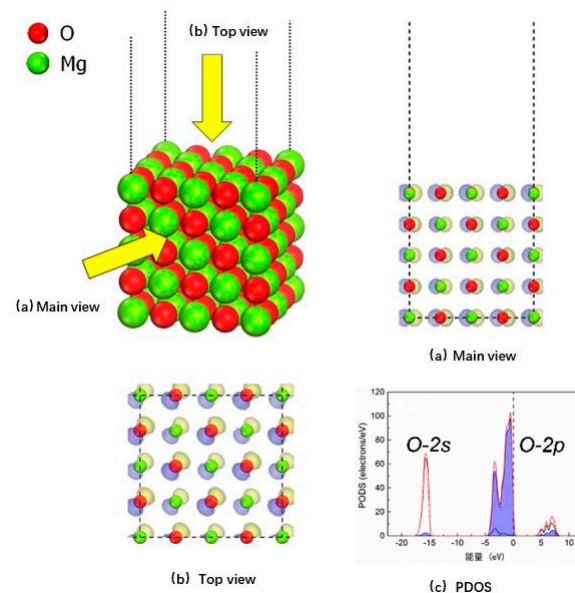 O
Mg
(b) Top view
(a) Main view
(a) Main view
(b) Top view
120
100
80
60
40
20
0
PODS (electrons/eV)
O-2s
O-2p
-20 -15 -10 -5 0 5 10
能量 (eV)
(c) PDOS